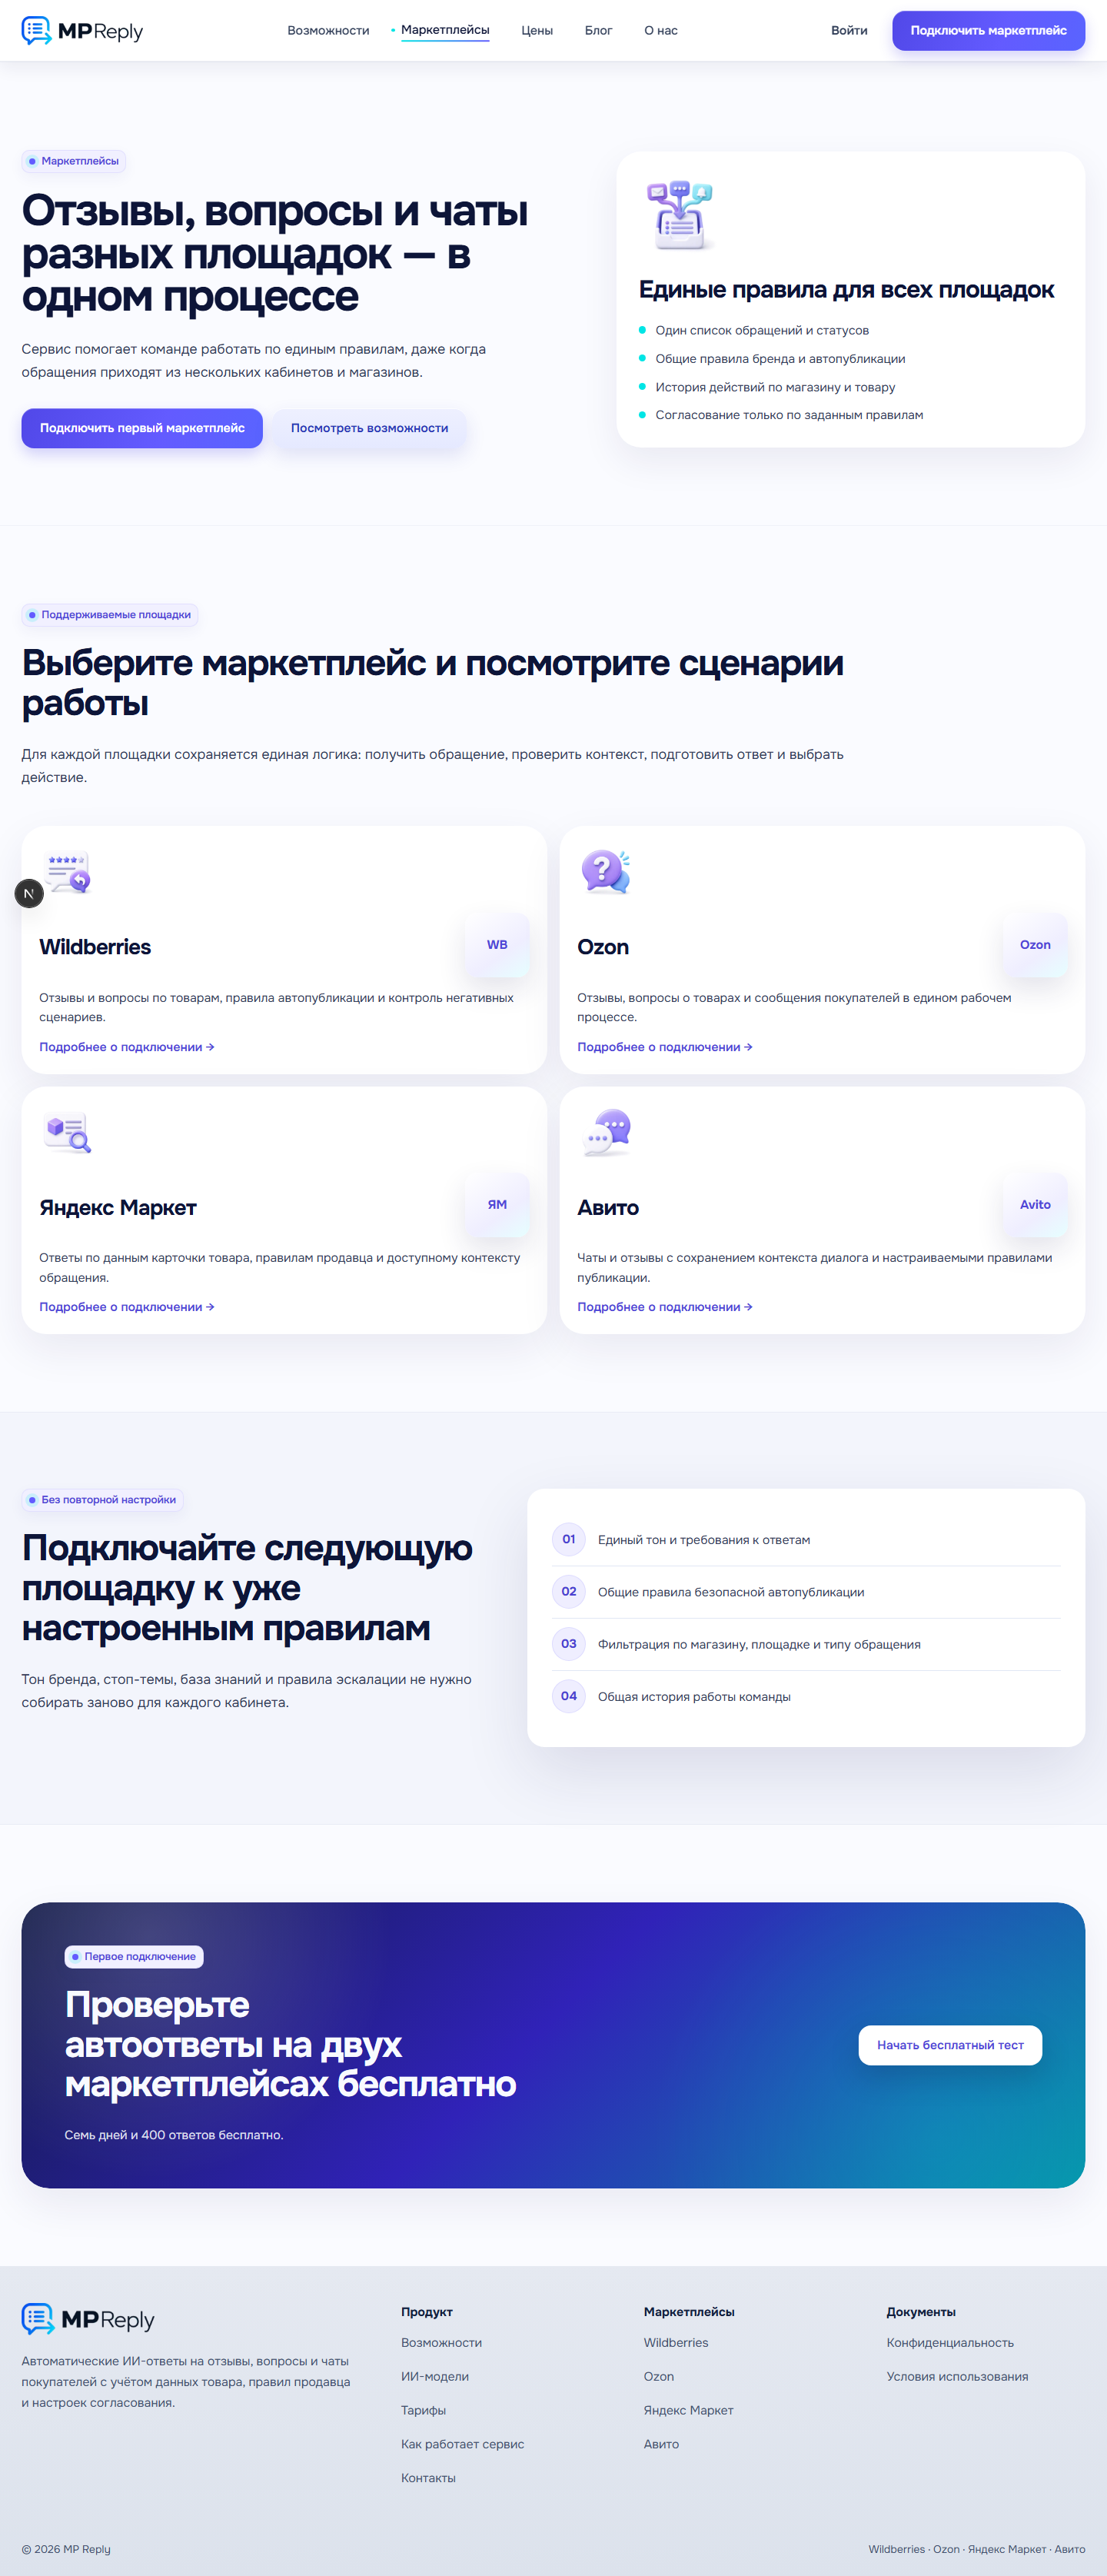 MPReply
Возможности
Маркетплейсы
Цены
Блог
О нас
Войти
Подключить маркетплейс
Маркетплейсы
Отзывы, вопросы и чаты
разных площадок — в
одном процессе
Сервис помогает команде работать по единым правилам, даже когда
обращения приходят из нескольких кабинетов и магазинов.
Подключить первый маркетплейс
Посмотреть возможности
Единые правила для всех площадок
Один список обращений и статусов
Общие правила бренда и автопубликации
История действий по магазину и товару
Согласование только по заданным правилам
Поддерживаемые площадки
Выберите маркетплейс и посмотрите сценарии
работы
Для каждой площадки сохраняется единая логика: получить обращение, проверить контекст, подготовить ответ и выбрать
действие.
N
Wildberries
WB
Отзывы и вопросы по товарам, правила автопубликации и контроль негативных
сценариев.
Подробнее о подключении →
?
Ozon
Ozon
Отзывы, вопросы о товарах и сообщения покупателей в едином рабочем
процессе.
Подробнее о подключении →
Яндекс Маркет
ЯМ
Ответы по данным карточки товара, правилам продавца и доступному контексту
обращения.
Подробнее о подключении →
Авито
Avito
Чаты и отзывы с сохранением контекста диалога и настраиваемыми правилами
публикации.
Подробнее о подключении →
Без повторной настройки
Подключайте следующую
площадку к уже
настроенным правилам
Тон бренда, стоп-темы, база знаний и правила эскалации не нужно
собирать заново для каждого кабинета.
01 Единый тон и требования к ответам
02 Общие правила безопасной автопубликации
03 Фильтрация по магазину, площадке и типу обращения
04 Общая история работы команды
Первое подключение
Проверьте
автоответы на двух
маркетплейсах бесплатно
Семь дней и 400 ответов бесплатно.
Начать бесплатный тест
MPReply
Автоматические ИИ-ответы на отзывы, вопросы и чаты
покупателей с учётом данных товара, правил продавца
и настроек согласования.
Продукт
Возможности
ИИ-модели
Тарифы
Как работает сервис
Контакты
Маркетплейсы
Wildberries
Ozon
Яндекс Маркет
Авито
Документы
Конфиденциальность
Условия использования
© 2026 MP Reply
Wildberries · Ozon · Яндекс Маркет · Авито